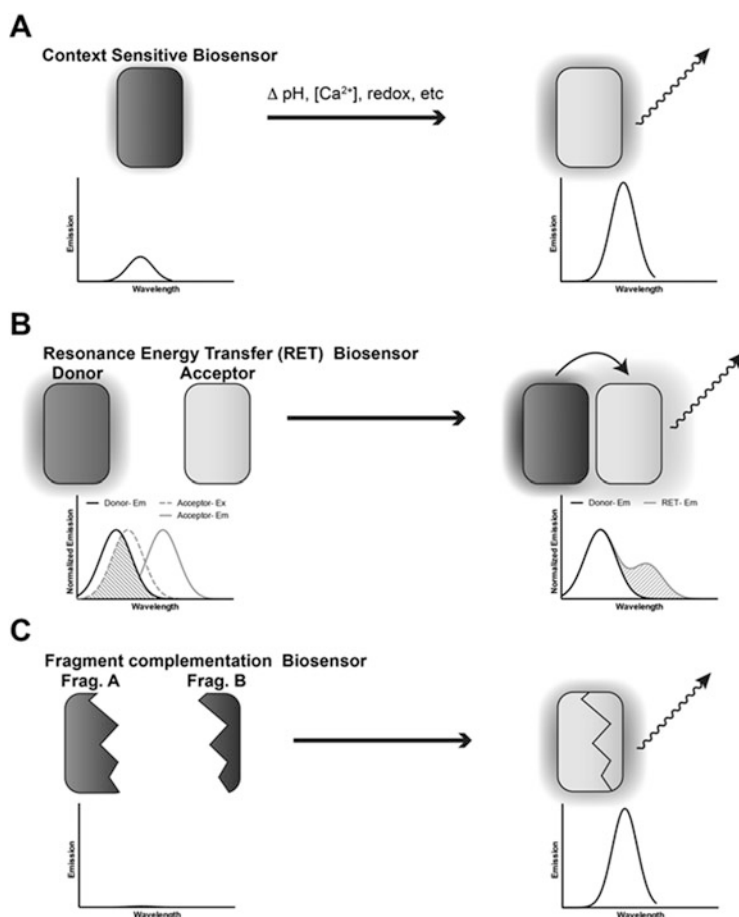 A
Context Sensitive Biosensor
Δ pH, [Ca²⁺], redox, etc
Emission
Wavelength
Emission
Wavelength
B
Resonance Energy Transfer (RET) Biosensor
Donor
Acceptor
Donor- Em
Acceptor- Ex
Acceptor- Em
Normalized Emission
Wavelength
Donor- Em
RET- Em
Normalized Emission
Wavelength
C
Fragment complementation Biosensor
Frag. A
Frag. B
Emission
Wavelength
Emission
Wavelength